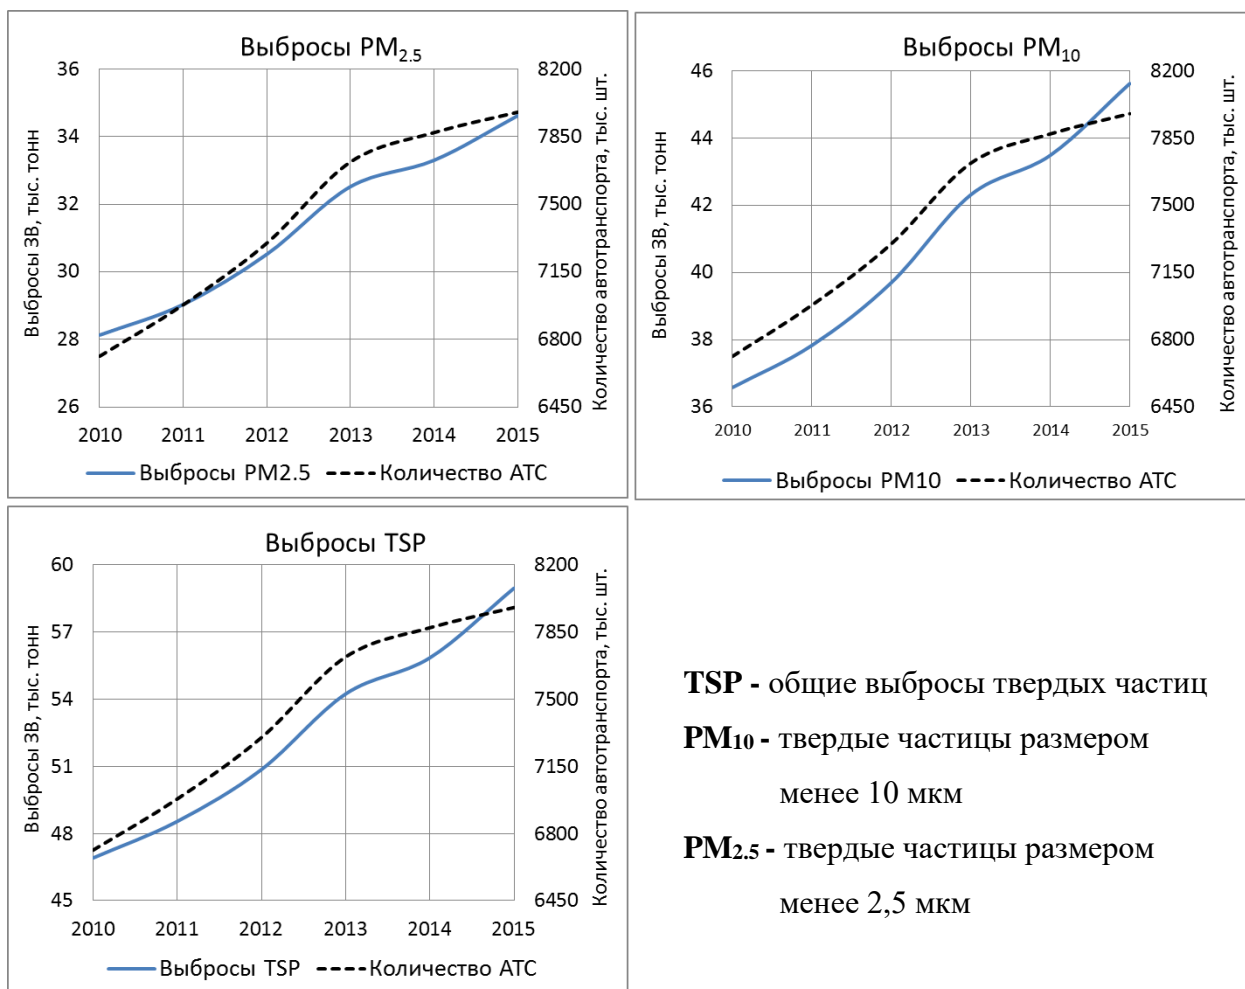 Выбросы PM2.5
Выбросы ЗВ, тыс. тонн
36
34
32
30
28
26
8200
7850
7500
7150
6800
6450
Количество автотранспорта, тыс. шт.
2010 2011 2012 2013 2014 2015
Выбросы PM2.5 Количество АТС
Выбросы PM10
Выбросы ЗВ, тыс. тонн
46
44
42
40
38
36
8200
7850
7500
7150
6800
6450
Количество автотранспорта, тыс. шт.
2010 2011 2012 2013 2014 2015
Выбросы PM10 Количество АТС
Выбросы TSP
Выбросы ЗВ, тыс. тонн
60
57
54
51
48
45
8200
7850
7500
7150
6800
6450
Количество автотранспорта, тыс. шт.
2010 2011 2012 2013 2014 2015
Выбросы TSP Количество АТС
TSP - общие выбросы твердых частиц
PM10 - твердые частицы размером
менее 10 мкм
PM2.5 - твердые частицы размером
менее 2,5 мкм